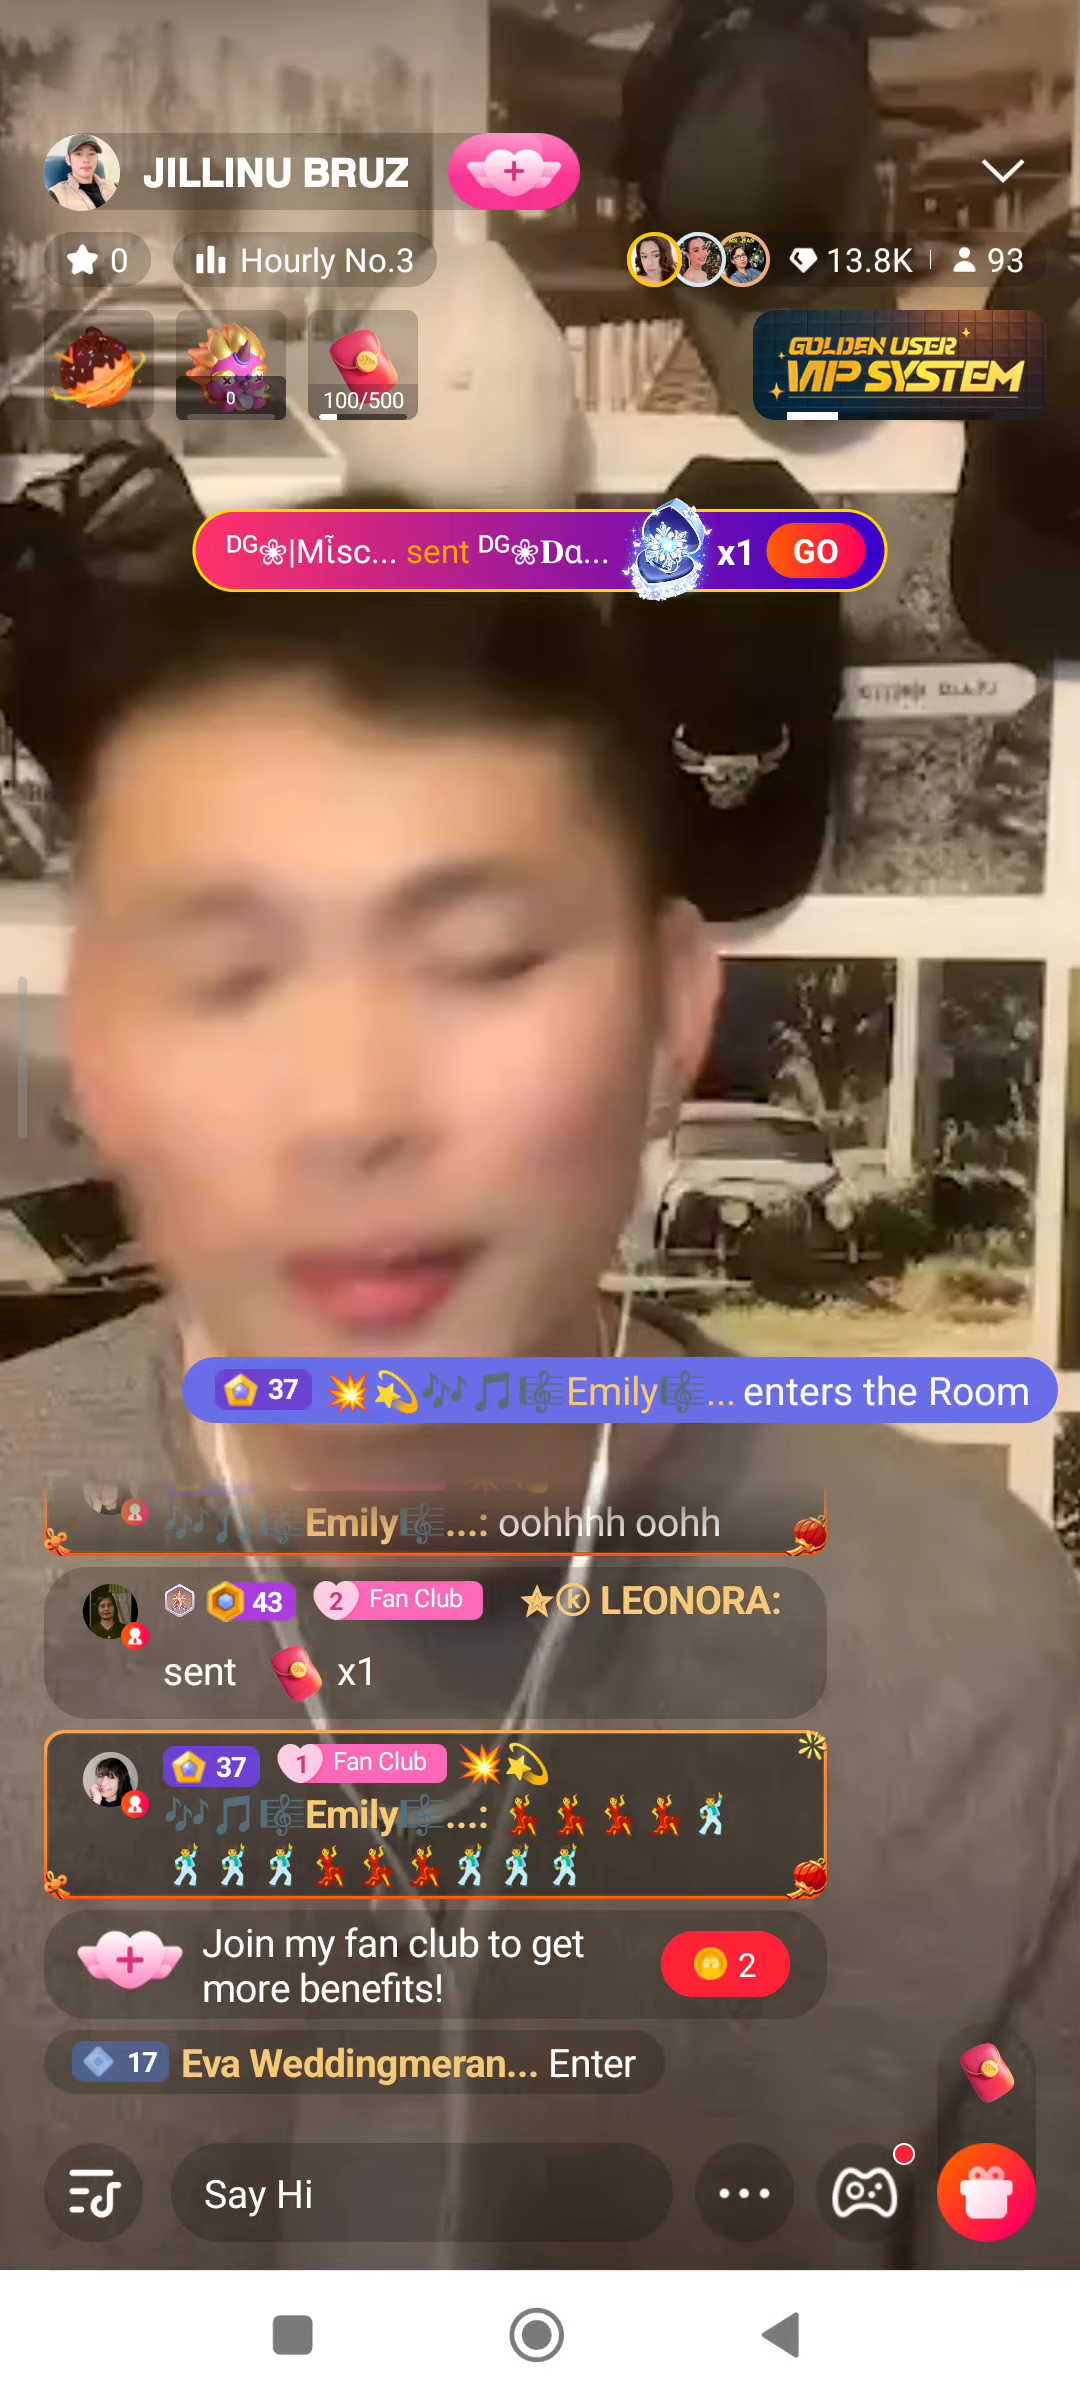 JILLINU BRUZ
0 Hourly No.3 13.8K 93
GOLDEN USER
VIP SYSTEM
0 100/500
ᴰᴳ❀|Mἶsc... sent ᴰᴳ❀𝐃α... x1 GO
37 💥💫🎶🎵🎼Emily🎼... enters the Room
🎶🎵🎼Emily🎼...: oohhhh oohh
43 2 Fan Club ✯ⓚ LEONORA:
sent x1
37 1 Fan Club 💥💫
🎶🎵🎼Emily🎼...: 💃💃💃💃🕺
🕺🕺🕺💃💃💃🕺🕺🕺
Join my fan club to get
more benefits!
2
17 Eva Weddingmeran... Enter
Say Hi